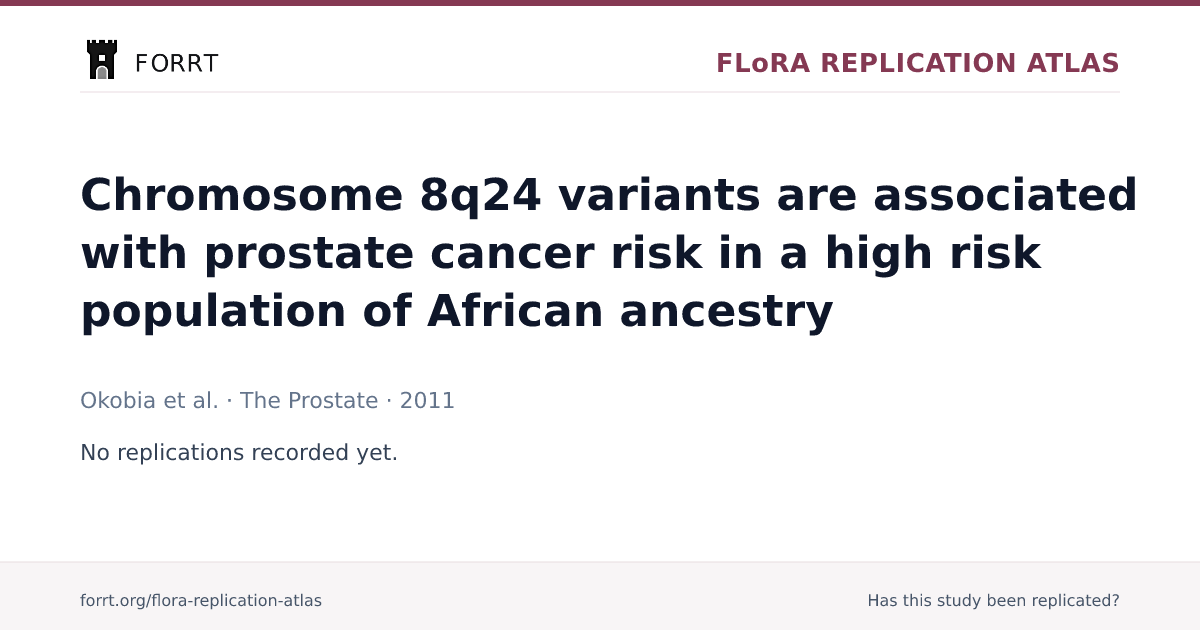 FORRT
FLoRA REPLICATION ATLAS
Chromosome 8q24 variants are associated
with prostate cancer risk in a high risk
population of African ancestry
Okobia et al. · The Prostate · 2011
No replications recorded yet.
forrt.org/flora-replication-atlas
Has this study been replicated?